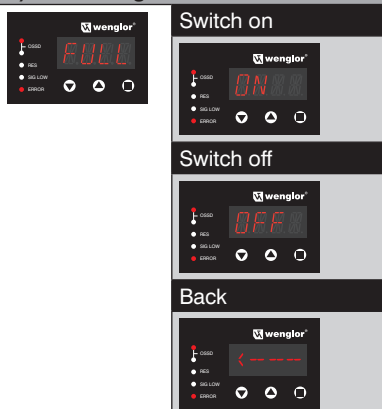 wenglor®
FULL
OSSD
RES
SIG LOW
ERROR
Switch on
wenglor®
ON
OSSD
RES
SIG LOW
ERROR
Switch off
wenglor®
OFF
OSSD
RES
SIG LOW
ERROR
Back
wenglor®
<-----
OSSD
RES
SIG LOW
ERROR